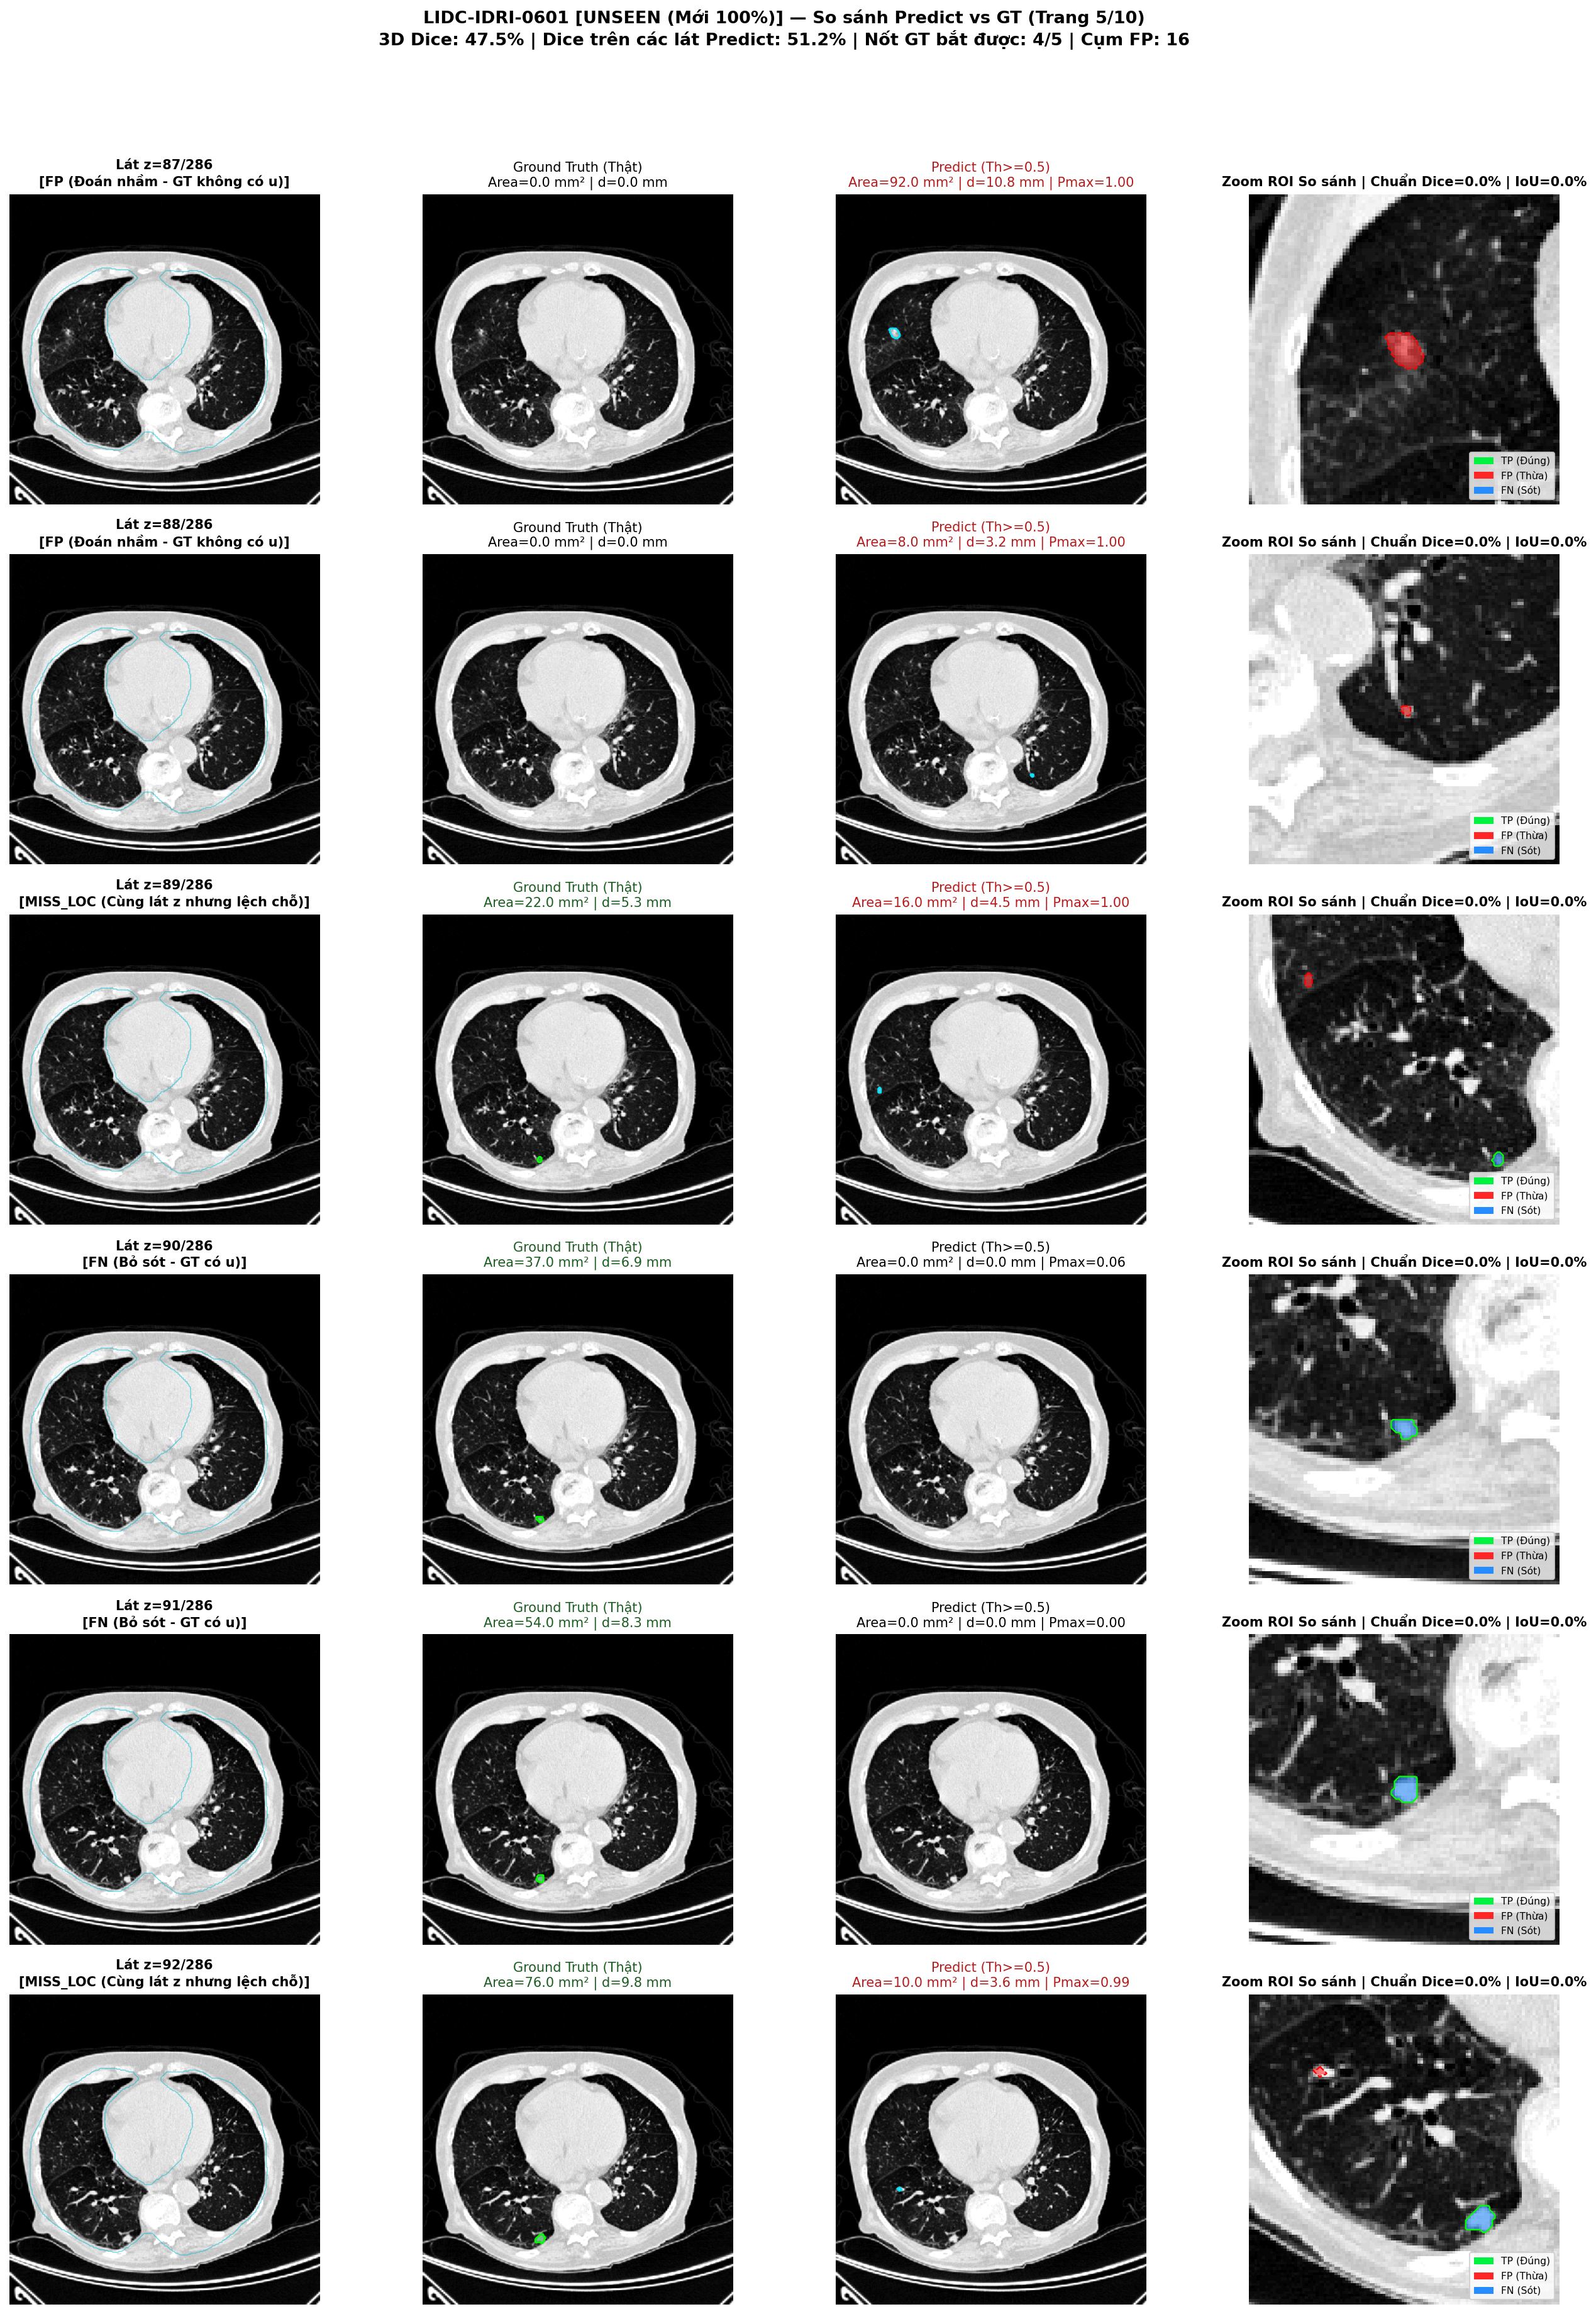 LIDC-IDRI-0601 [UNSEEN (Mới 100%)] — So sánh Predict vs GT (Trang 5/10)
3D Dice: 47.5% | Dice trên các lát Predict: 51.2% | Nốt GT bắt được: 4/5 | Cụm FP: 16
Lát z=87/286
[FP (Đoán nhầm - GT không có u)]
Ground Truth (Thật)
Area=0.0 mm² | d=0.0 mm
Predict (Th>=0.5)
Area=92.0 mm² | d=10.8 mm | Pmax=1.00
Zoom ROI So sánh | Chuẩn Dice=0.0% | IoU=0.0%
TP (Đúng)
FP (Thừa)
FN (Sót)
Lát z=88/286
[FP (Đoán nhầm - GT không có u)]
Ground Truth (Thật)
Area=0.0 mm² | d=0.0 mm
Predict (Th>=0.5)
Area=8.0 mm² | d=3.2 mm | Pmax=1.00
Zoom ROI So sánh | Chuẩn Dice=0.0% | IoU=0.0%
TP (Đúng)
FP (Thừa)
FN (Sót)
Lát z=89/286
[MISS_LOC (Cùng lát z nhưng lệch chỗ)]
Ground Truth (Thật)
Area=22.0 mm² | d=5.3 mm
Predict (Th>=0.5)
Area=16.0 mm² | d=4.5 mm | Pmax=1.00
Zoom ROI So sánh | Chuẩn Dice=0.0% | IoU=0.0%
TP (Đúng)
FP (Thừa)
FN (Sót)
Lát z=90/286
[FN (Bỏ sót - GT có u)]
Ground Truth (Thật)
Area=37.0 mm² | d=6.9 mm
Predict (Th>=0.5)
Area=0.0 mm² | d=0.0 mm | Pmax=0.06
Zoom ROI So sánh | Chuẩn Dice=0.0% | IoU=0.0%
TP (Đúng)
FP (Thừa)
FN (Sót)
Lát z=91/286
[FN (Bỏ sót - GT có u)]
Ground Truth (Thật)
Area=54.0 mm² | d=8.3 mm
Predict (Th>=0.5)
Area=0.0 mm² | d=0.0 mm | Pmax=0.00
Zoom ROI So sánh | Chuẩn Dice=0.0% | IoU=0.0%
TP (Đúng)
FP (Thừa)
FN (Sót)
Lát z=92/286
[MISS_LOC (Cùng lát z nhưng lệch chỗ)]
Ground Truth (Thật)
Area=76.0 mm² | d=9.8 mm
Predict (Th>=0.5)
Area=10.0 mm² | d=3.6 mm | Pmax=0.99
Zoom ROI So sánh | Chuẩn Dice=0.0% | IoU=0.0%
TP (Đúng)
FP (Thừa)
FN (Sót)